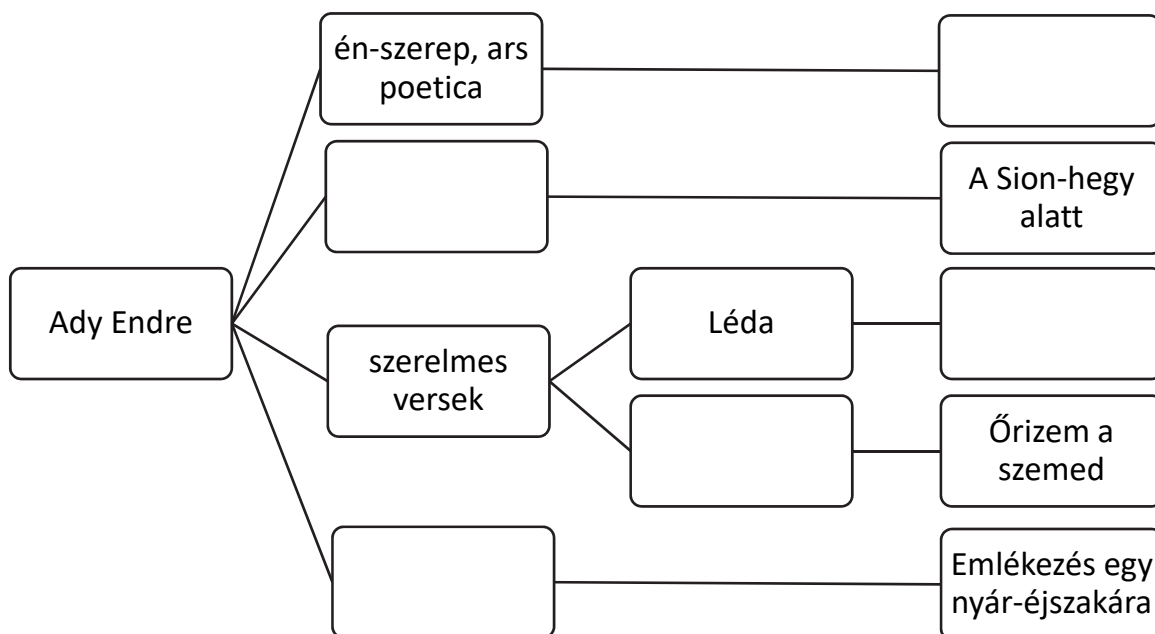 én-szerep, ars
poetica
A Sion-hegy
alatt
Ady Endre
szerelmes
versek
Léda
Őrizem a
szemed
Emlékezés egy
nyár-éjszakára